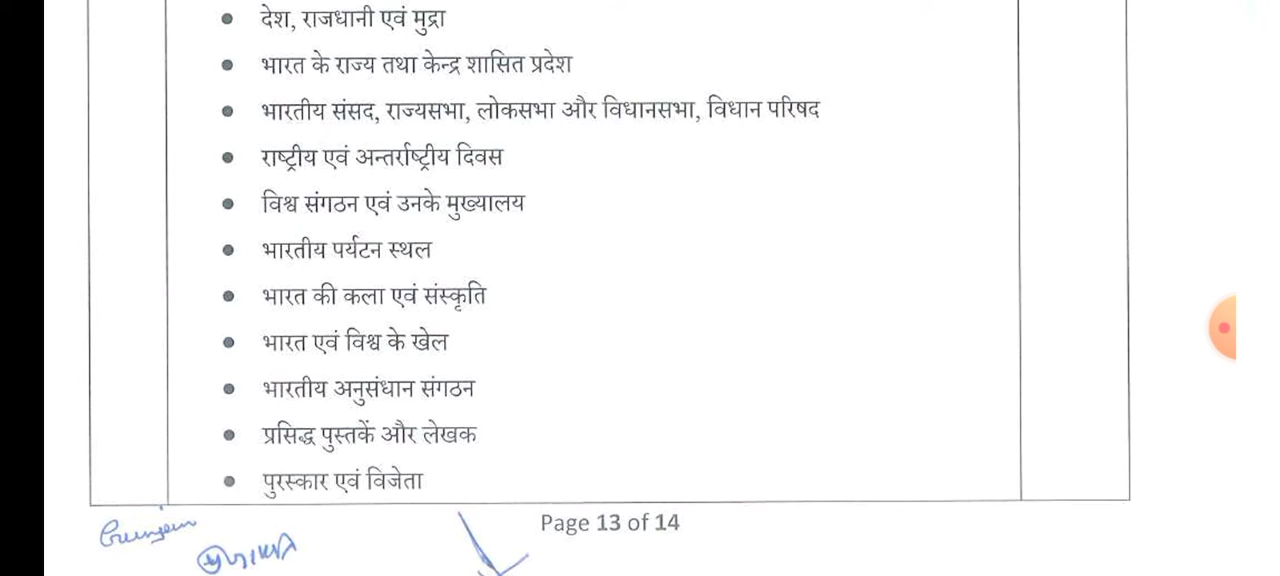 • देश, राजधानी एवं मुद्रा
• भारत के राज्य तथा केन्द्र शासित प्रदेश
• भारतीय संसद, राज्यसभा, लोकसभा और विधानसभा, विधान परिषद
• राष्ट्रीय एवं अन्तर्राष्ट्रीय दिवस
• विश्व संगठन एवं उनके मुख्यालय
• भारतीय पर्यटन स्थल
• भारत की कला एवं संस्कृति
• भारत एवं विश्व के खेल
• भारतीय अनुसंधान संगठन
• प्रसिद्ध पुस्तकें और लेखक
• पुरस्कार एवं विजेता
Page 13 of 14